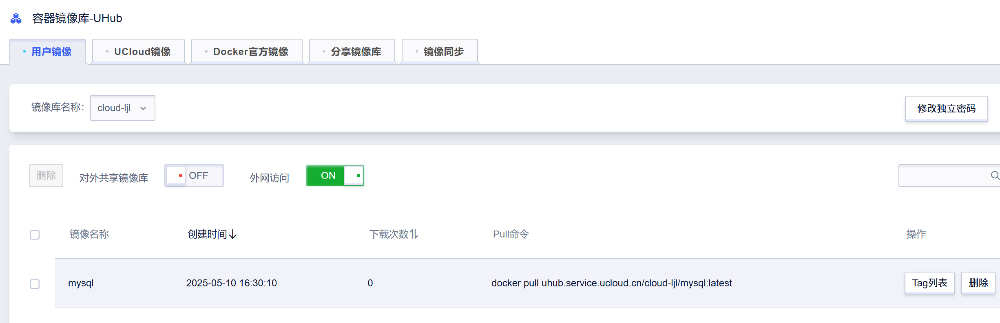 容器镜像库-UHub
用户镜像 UCloud镜像 Docker官方镜像 分享镜像库 镜像同步
镜像库名称: cloud-ljl 修改独立密码
删除 对外共享镜像库 OFF 外网访问 ON
镜像名称 创建时间 下载次数 Pull命令 操作
mysql 2025-05-10 16:30:10 0 docker pull uhub.service.ucloud.cn/cloud-ljl/mysql:latest Tag列表 删除